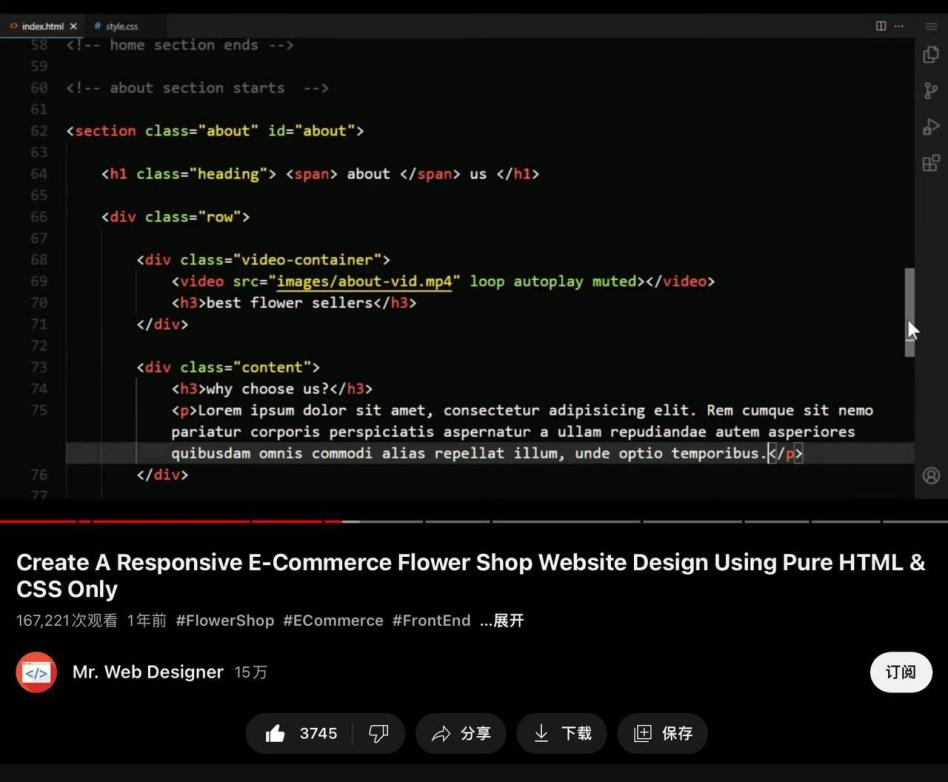 index.html × # style.css
58 <!-- home section ends -->
59
60 <!-- about section starts  -->
61
62 <section class="about" id="about">
63
64 <h1 class="heading"> <span> about </span> us </h1>
65
66 <div class="row">
67
68 <div class="video-container">
69 <video src="images/about-vid.mp4" loop autoplay muted></video>
70 <h3>best flower sellers</h3>
71 </div>
72
73 <div class="content">
74 <h3>why choose us?</h3>
75 <p>Lorem ipsum dolor sit amet, consectetur adipisicing elit. Rem cumque sit nemo
pariatur corporis perspiciatis aspernatur a ullam repudiandae autem asperiores
quibusdam omnis commodi alias repellat illum, unde optio temporibus.</p>
76 </div>
77
Create A Responsive E-Commerce Flower Shop Website Design Using Pure HTML &
CSS Only
167,221次观看 1年前 #FlowerShop #ECommerce #FrontEnd ...展开
</> Mr. Web Designer 15万 订阅
3745 分享 下载 保存